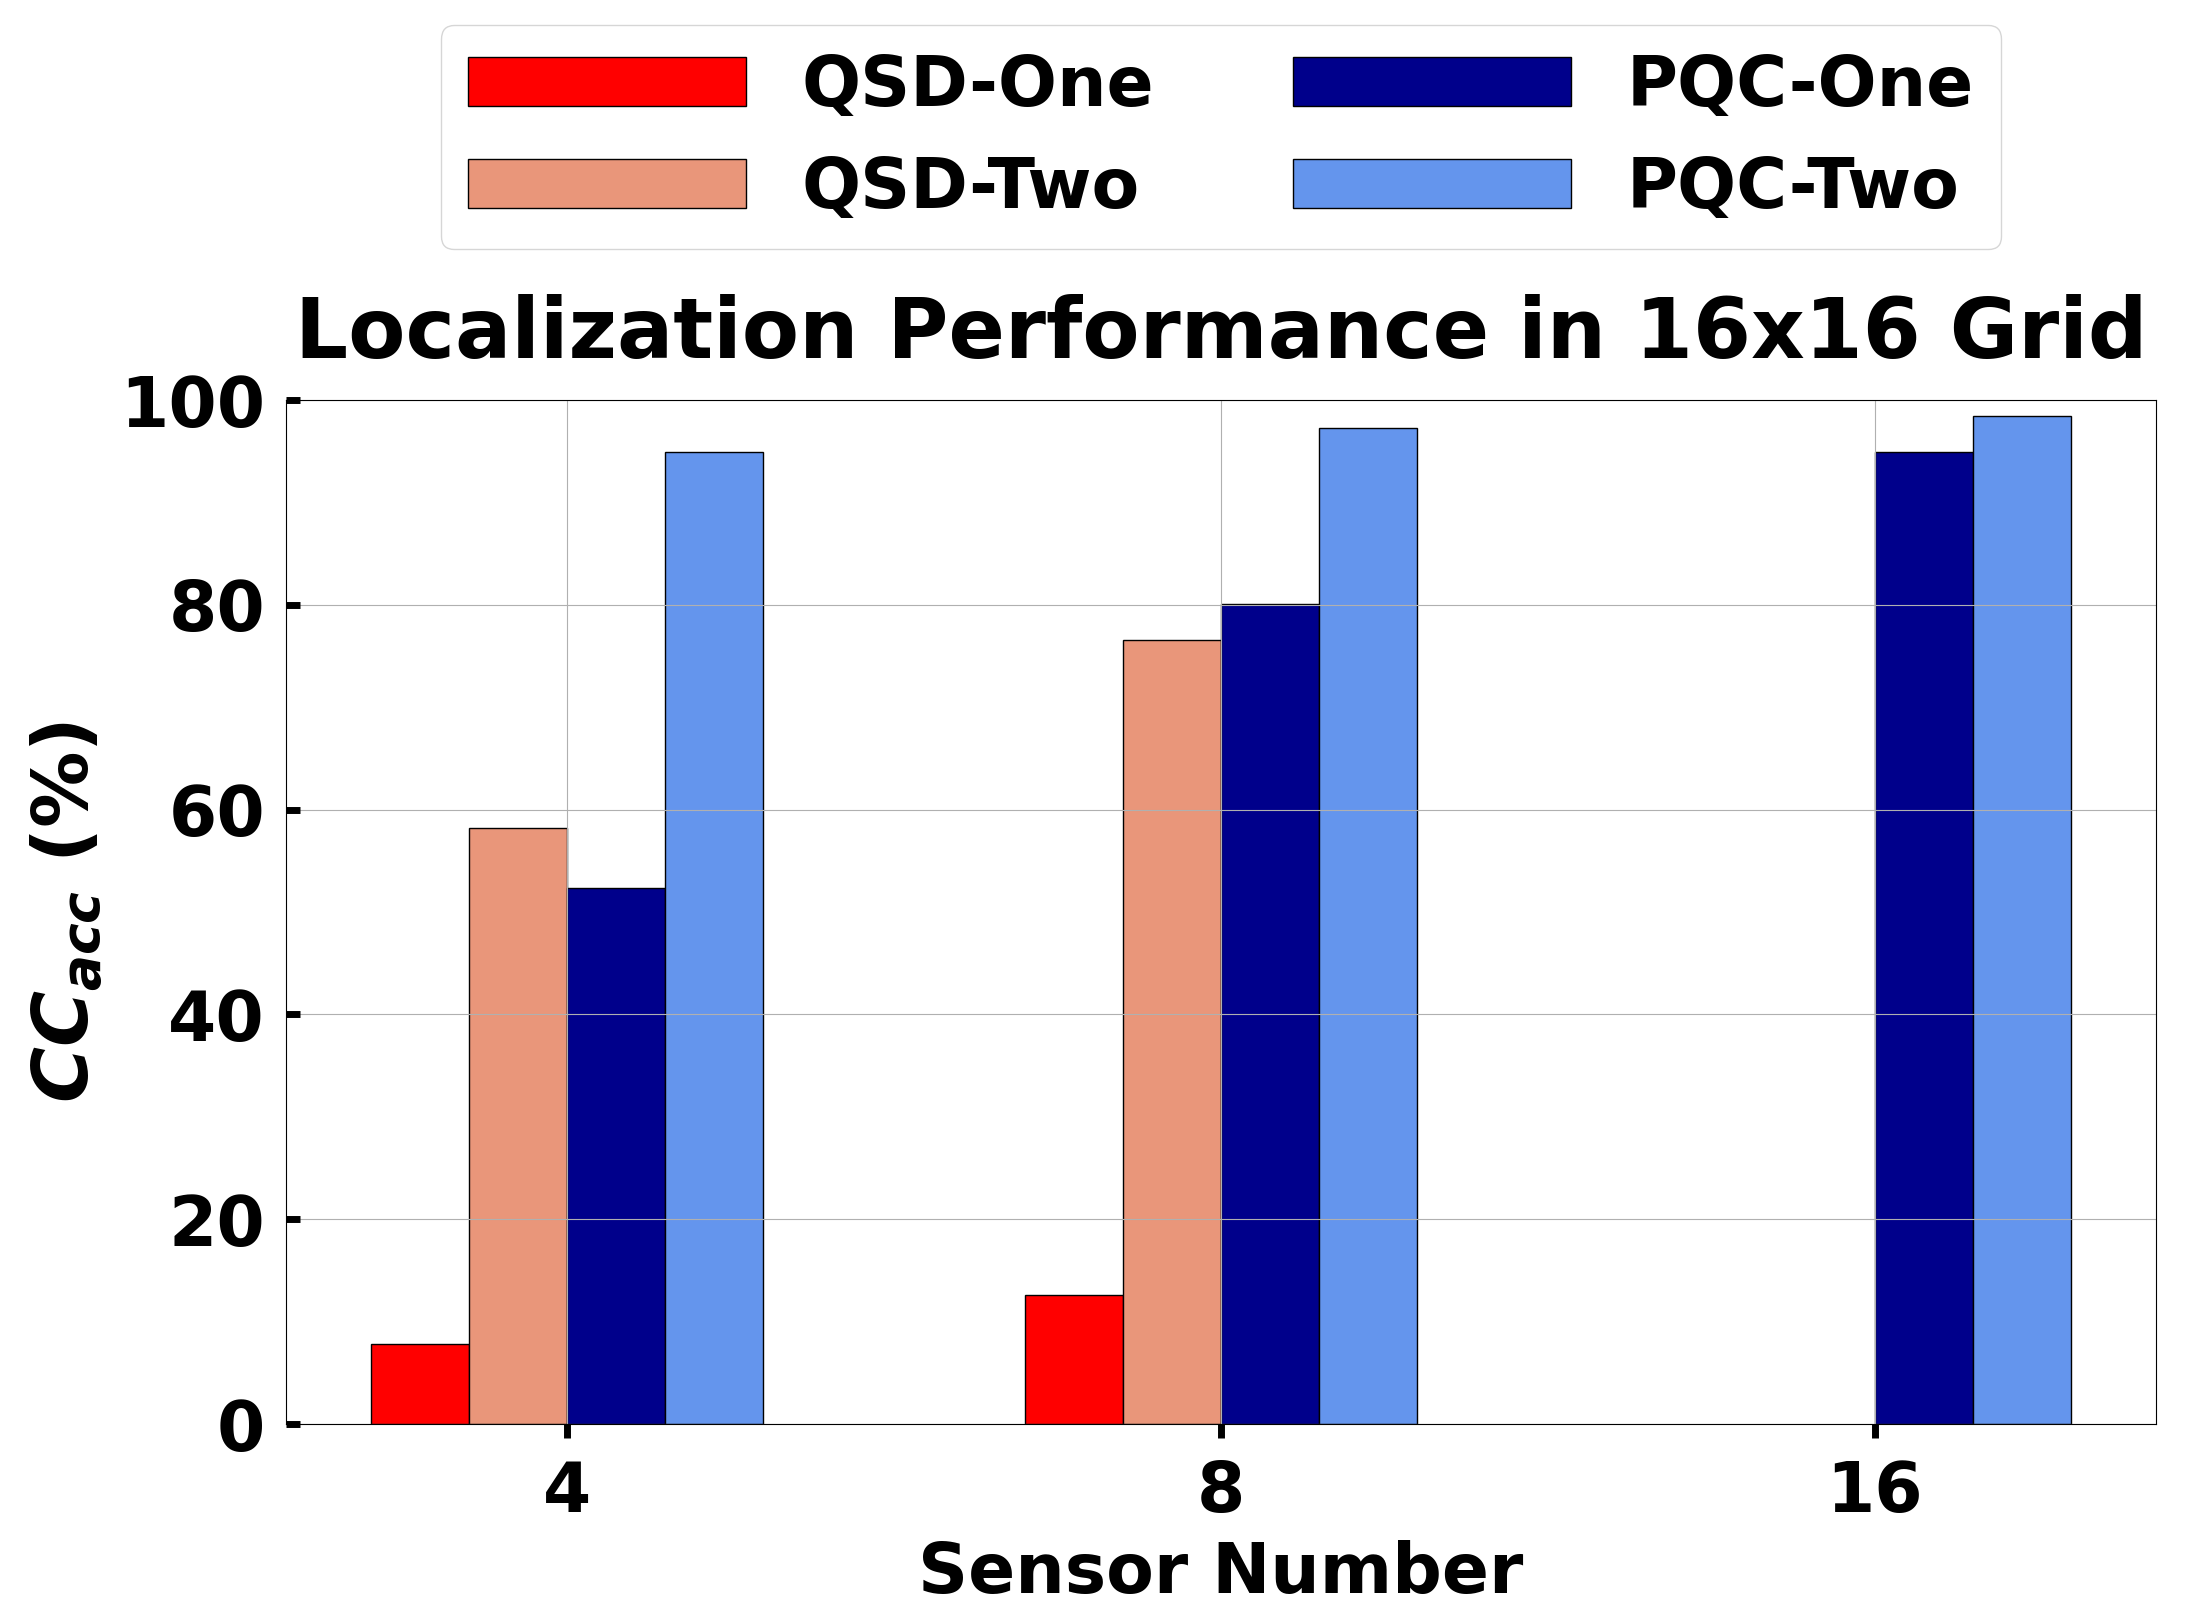 QSD-One
QSD-Two
PQC-One
PQC-Two
Localization Performance in 16x16 Grid
100
80
60
40
20
0
CC_acc (%)
4 8 16
Sensor Number